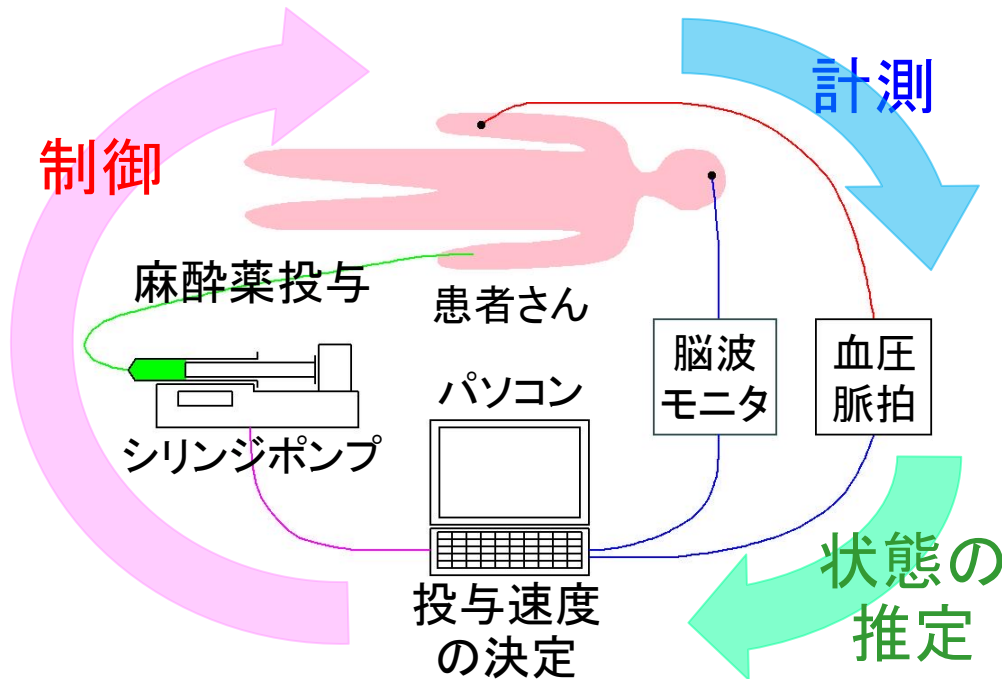 計測
制御
麻酔薬投与
患者さん
脳波
モニタ
血圧
脈拍
パソコン
シリンジポンプ
投与速度
の決定
状態の
推定